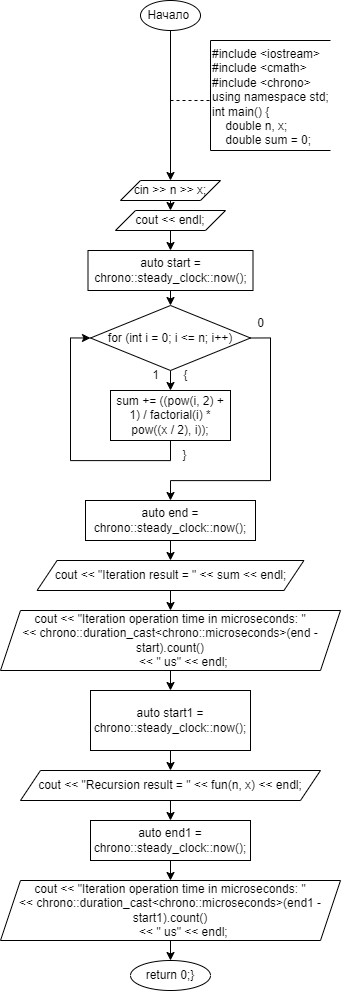 Начало
#include <iostream>
#include <cmath>
#include <chrono>
using namespace std;
int main() {
double n, x;
double sum = 0;
cin >> n >> x;
cout << endl;
auto start =
chrono::steady_clock::now();
for (int i = 0; i <= n; i++)
0
1
{
sum += ((pow(i, 2) +
1) / factorial(i) *
pow((x / 2), i));
}
auto end =
chrono::steady_clock::now();
cout << "Iteration result = " << sum << endl;
cout << "Iteration operation time in microseconds: "
<< chrono::duration_cast<chrono::microseconds>(end -
start).count()
<< " us" << endl;
auto start1 =
chrono::steady_clock::now();
cout << "Recursion result = " << fun(n, x) << endl;
auto end1 =
chrono::steady_clock::now();
cout << "Iteration operation time in microseconds: "
<< chrono::duration_cast<chrono::microseconds>(end1 -
start1).count()
<< " us" << endl;
return 0;}